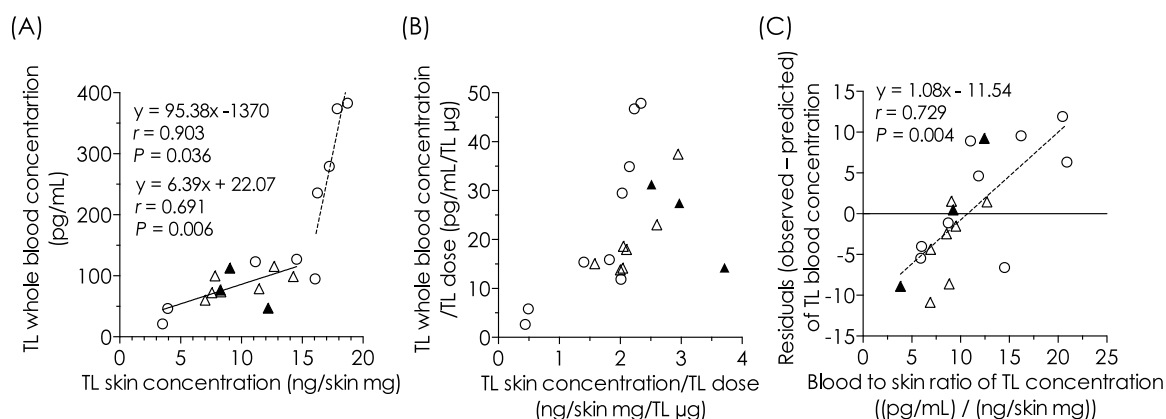 (A)
TL whole blood concentartion
(pg/mL)
400
300
200
100
0
y = 95.38x -1370
r = 0.903
P = 0.036
y = 6.39x + 22.07
r = 0.691
P = 0.006
0 5 10 15 20
TL skin concentration (ng/skin mg)
(B)
TL whole blood concentratoin
/TL dose (pg/mL/TL μg)
50
40
30
20
10
0
0 1 2 3 4
TL skin concentration/TL dose
(ng/skin mg/TL μg)
(C)
Residuals (observed – predicted)
of TL blood concentration
15
10
5
0
-5
-10
-15
y = 1.08x - 11.54
r = 0.729
P = 0.004
0 5 10 15 20 25
Blood to skin ratio of TL concentration
((pg/mL) / (ng/skin mg))